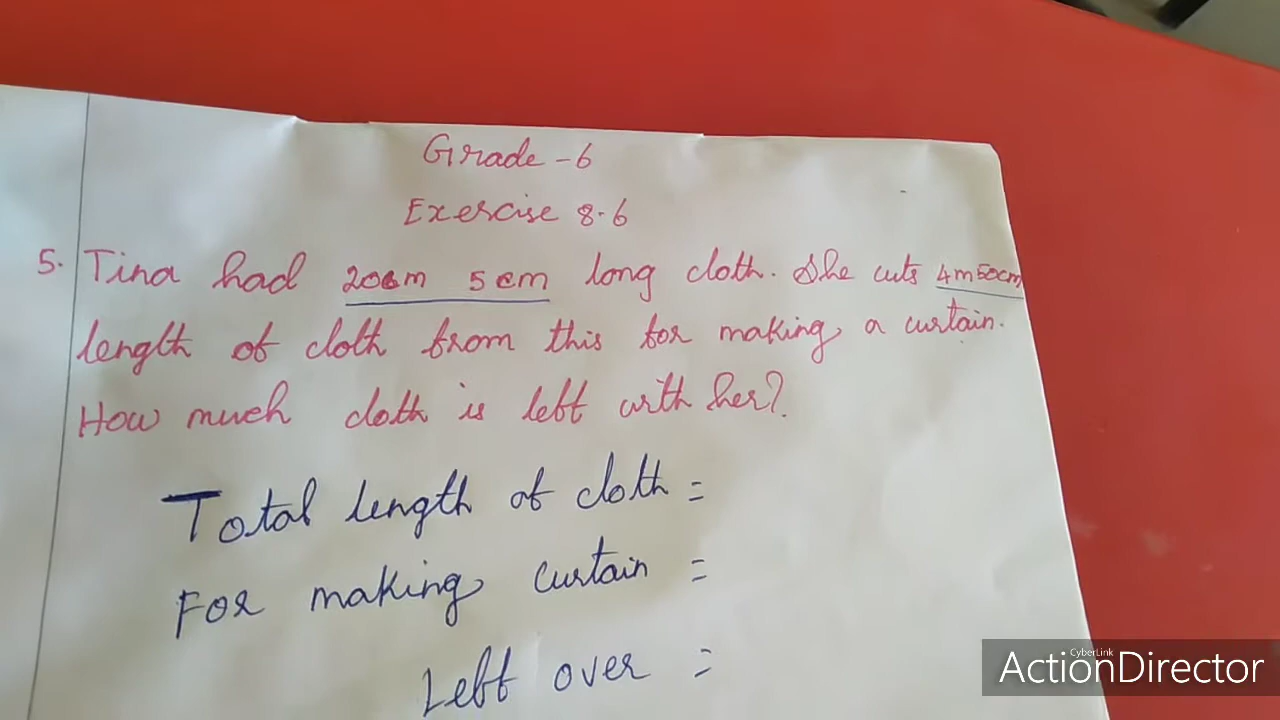 Grade - 6
Exercise 8.6
5. Tina had 20m 5cm long cloth. She cuts 4m50cm
length of cloth from this for making a curtain.
How much cloth is left with her?
Total length of cloth =
For making curtain =
Left over =
CyberLink
ActionDirector